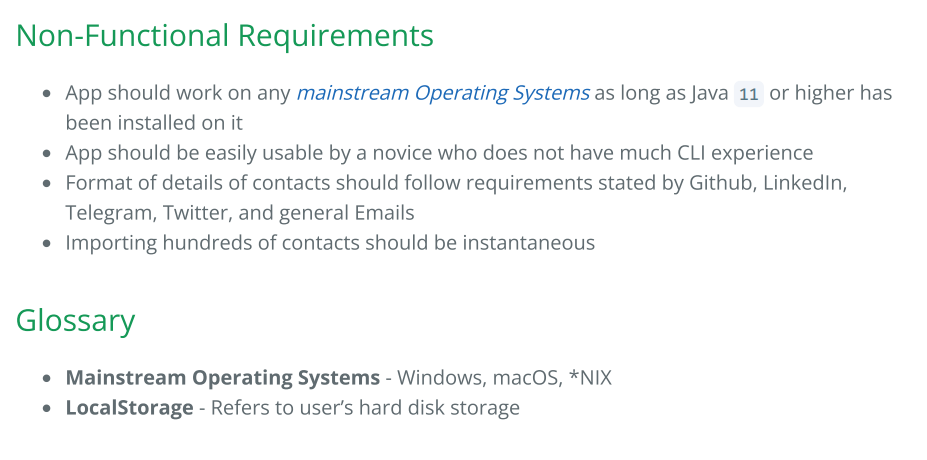 Non-Functional Requirements
• App should work on any mainstream Operating Systems as long as Java 11 or higher has
been installed on it
• App should be easily usable by a novice who does not have much CLI experience
• Format of details of contacts should follow requirements stated by Github, LinkedIn,
Telegram, Twitter, and general Emails
• Importing hundreds of contacts should be instantaneous
Glossary
• Mainstream Operating Systems - Windows, macOS, *NIX
• LocalStorage - Refers to user’s hard disk storage